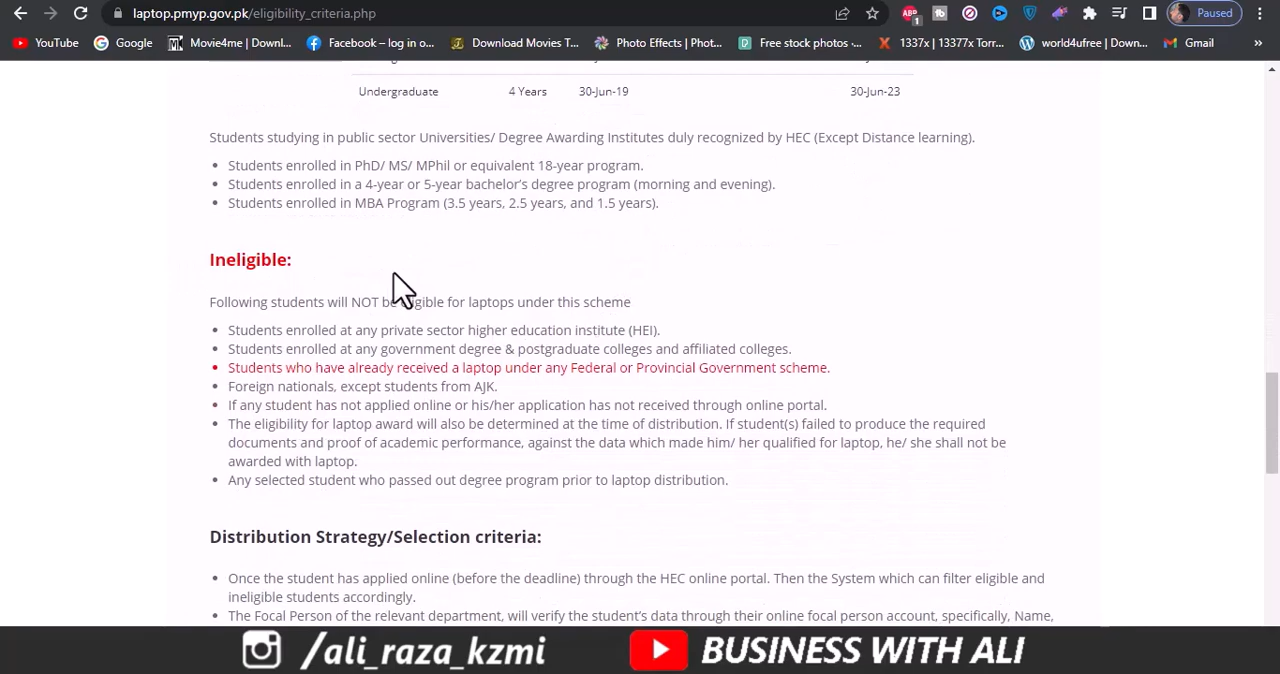 laptop.pmyp.gov.pk/eligibility_criteria.php
ABP
1
tb
Paused
YouTube
Google
Movie4me | Downl...
Facebook – log in o...
Download Movies T...
Photo Effects | Phot...
Free stock photos ·...
1337x | 13377x Torr...
world4ufree | Down...
Gmail
»
Undergraduate 4 Years 30-Jun-19 30-Jun-23
Students studying in public sector Universities/ Degree Awarding Institutes duly recognized by HEC (Except Distance learning).
• Students enrolled in PhD/ MS/ MPhil or equivalent 18-year program.
• Students enrolled in a 4-year or 5-year bachelor’s degree program (morning and evening).
• Students enrolled in MBA Program (3.5 years, 2.5 years, and 1.5 years).
Ineligible:
Following students will NOT be eligible for laptops under this scheme
• Students enrolled at any private sector higher education institute (HEI).
• Students enrolled at any government degree & postgraduate colleges and affiliated colleges.
• Students who have already received a laptop under any Federal or Provincial Government scheme.
• Foreign nationals, except students from AJK.
• If any student has not applied online or his/her application has not received through online portal.
• The eligibility for laptop award will also be determined at the time of distribution. If student(s) failed to produce the required
documents and proof of academic performance, against the data which made him/ her qualified for laptop, he/ she shall not be
awarded with laptop.
• Any selected student who passed out degree program prior to laptop distribution.
Distribution Strategy/Selection criteria:
• Once the student has applied online (before the deadline) through the HEC online portal. Then the System which can filter eligible and
ineligible students accordingly.
• The Focal Person of the relevant department, will verify the student’s data through their online focal person account, specifically, Name,
/ali_raza_kzmi
BUSINESS WITH ALI